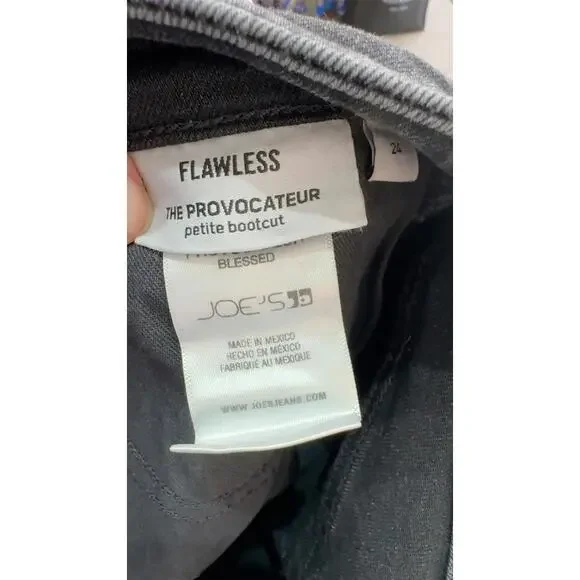 FLAWLESS
THE PROVOCATEUR
petite bootcut
24
BLESSED
JOE'S
MADE IN MEXICO
HECHO EN MÉXICO
FABRIQUÉ AU MEXIQUE
WWW.JOESJEANS.COM